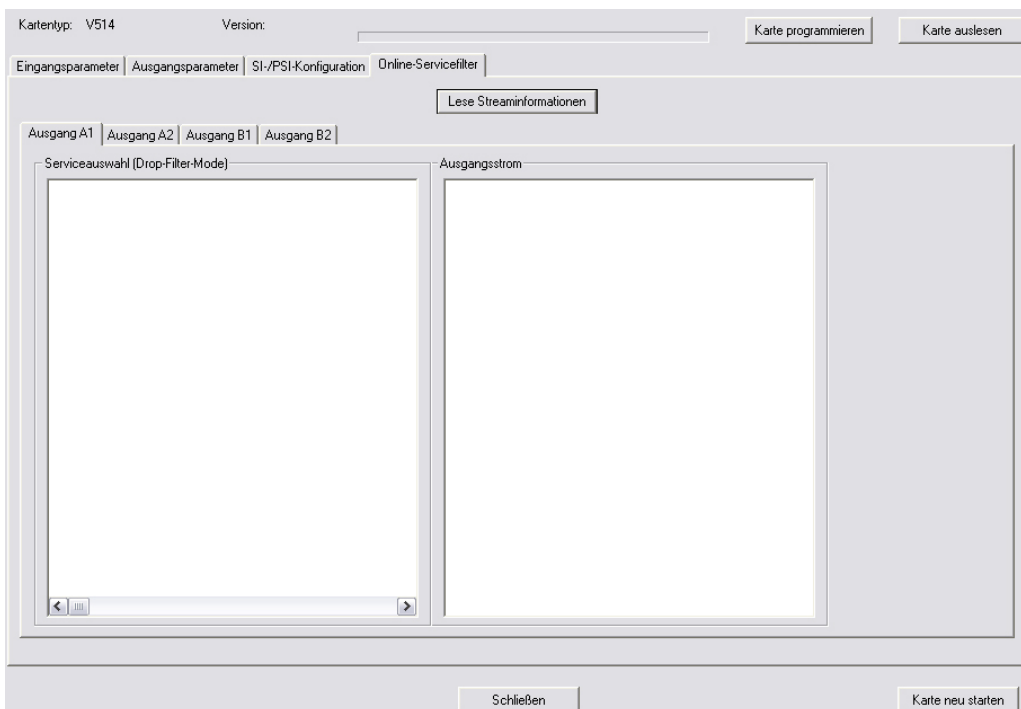 Kartentyp: V514 Version: Karte programmieren Karte auslesen
Eingangsparameter Ausgangsparameter SI-/PSI-Konfiguration Online-Servicefilter
Lese Streaminformationen
Ausgang A1 Ausgang A2 Ausgang B1 Ausgang B2
Serviceauswahl (Drop-Filter-Mode) Ausgangsstrom
Schließen Karte neu starten